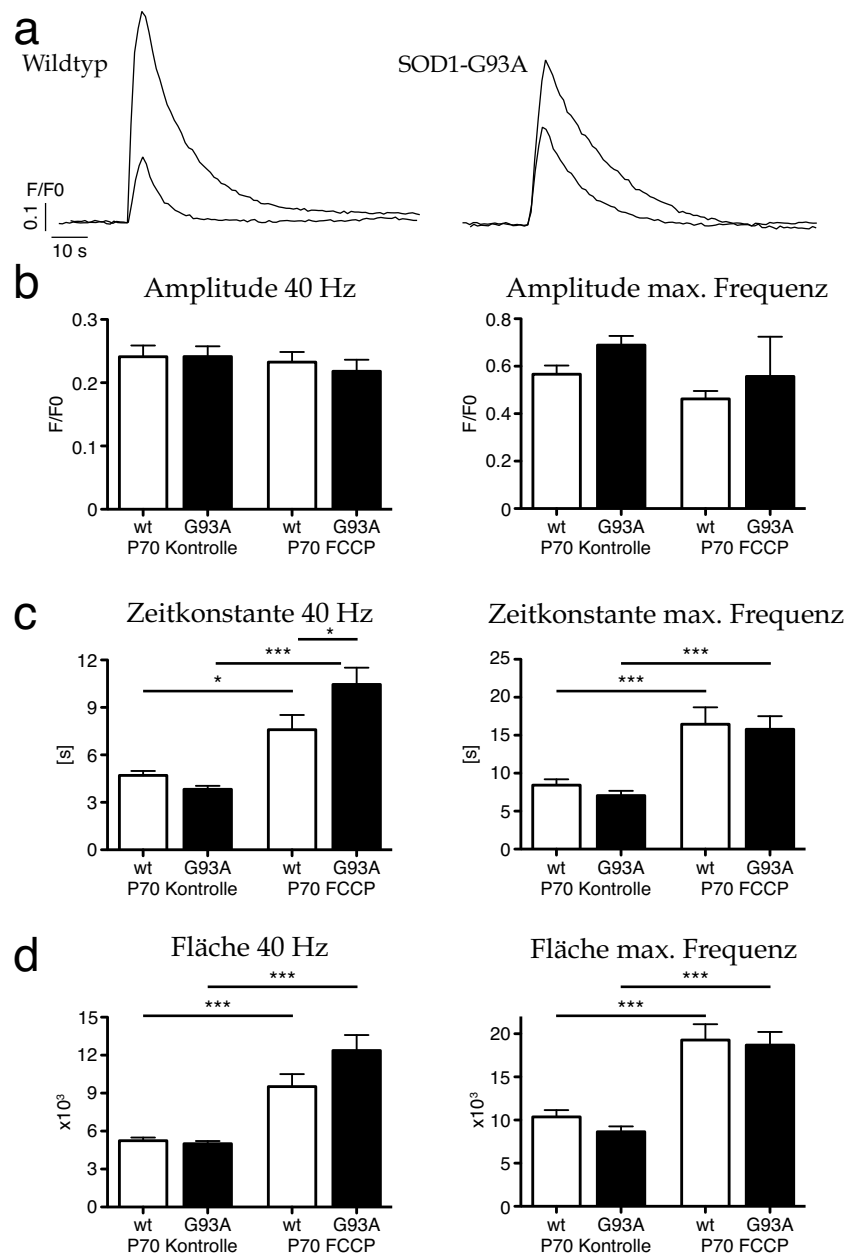 a
Wildtyp
SOD1-G93A
F/F0
0.1
10 s
b
Amplitude 40 Hz
0.3
0.2
0.1
0
F/F0
wt G93A wt G93A
P70 Kontrolle P70 FCCP
Amplitude max. Frequenz
0.8
0.6
0.4
0.2
0
F/F0
wt G93A wt G93A
P70 Kontrolle P70 FCCP
c
Zeitkonstante 40 Hz
*
***
*
12
9
6
3
0
[s]
wt G93A wt G93A
P70 Kontrolle P70 FCCP
Zeitkonstante max. Frequenz
***
***
25
20
15
10
5
0
[s]
wt G93A wt G93A
P70 Kontrolle P70 FCCP
d
Fläche 40 Hz
***
***
15
12
9
6
3
0
x10³
wt G93A wt G93A
P70 Kontrolle P70 FCCP
Fläche max. Frequenz
***
***
20
15
10
5
0
x10³
wt G93A wt G93A
P70 Kontrolle P70 FCCP